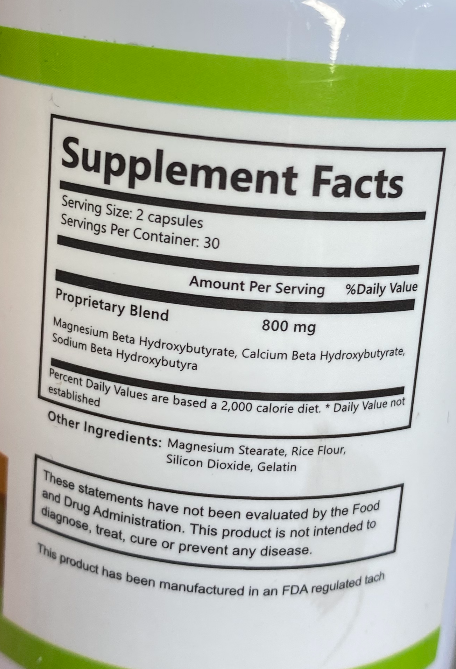 Supplement Facts
Serving Size: 2 capsules
Servings Per Container: 30
Amount Per Serving %Daily Value
Proprietary Blend 800 mg
Magnesium Beta Hydroxybutyrate, Calcium Beta Hydroxybutyrate,
Sodium Beta Hydroxybutyra
Percent Daily Values are based a 2,000 calorie diet. * Daily Value not
established
Other Ingredients: Magnesium Stearate, Rice Flour,
Silicon Dioxide, Gelatin
These statements have not been evaluated by the Food
and Drug Administration. This product is not intended to
diagnose, treat, cure or prevent any disease.
This product has been manufactured in an FDA regulated tach